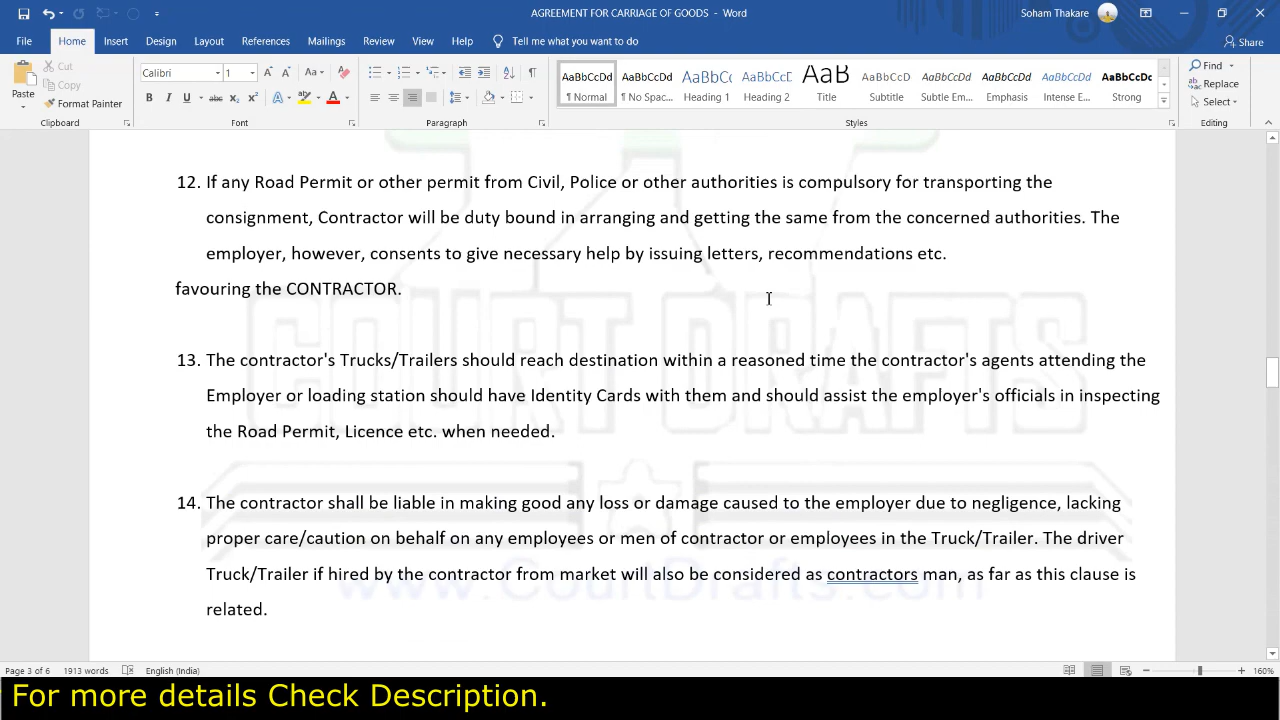 AGREEMENT FOR CARRIAGE OF GOODS - Word
Soham Thakare
File Home Insert Design Layout References Mailings Review View Help Tell me what you want to do Share
Paste Cut Copy Format Painter
Calibri 1
AaBbCcDd AaBbCcDd AaBbC AaBbCcE AaB AaBbCcD AaBbCcDd AaBbCcDd AaBbCcDd AaBbCcDc
¶ Normal ¶ No Spac... Heading 1 Heading 2 Title Subtitle Subtle Em... Emphasis Intense E... Strong
Find Replace Select
Clipboard Font Paragraph Styles Editing
12. If any Road Permit or other permit from Civil, Police or other authorities is compulsory for transporting the
consignment, Contractor will be duty bound in arranging and getting the same from the concerned authorities. The
employer, however, consents to give necessary help by issuing letters, recommendations etc.
favouring the CONTRACTOR.
13. The contractor's Trucks/Trailers should reach destination within a reasoned time the contractor's agents attending the
Employer or loading station should have Identity Cards with them and should assist the employer's officials in inspecting
the Road Permit, Licence etc. when needed.
14. The contractor shall be liable in making good any loss or damage caused to the employer due to negligence, lacking
proper care/caution on behalf on any employees or men of contractor or employees in the Truck/Trailer. The driver
Truck/Trailer if hired by the contractor from market will also be considered as contractors man, as far as this clause is
related.
COURT DRAFTS
www.CourtDrafts.com
Page 3 of 6 1913 words English (India) 160%
For more details Check Description.